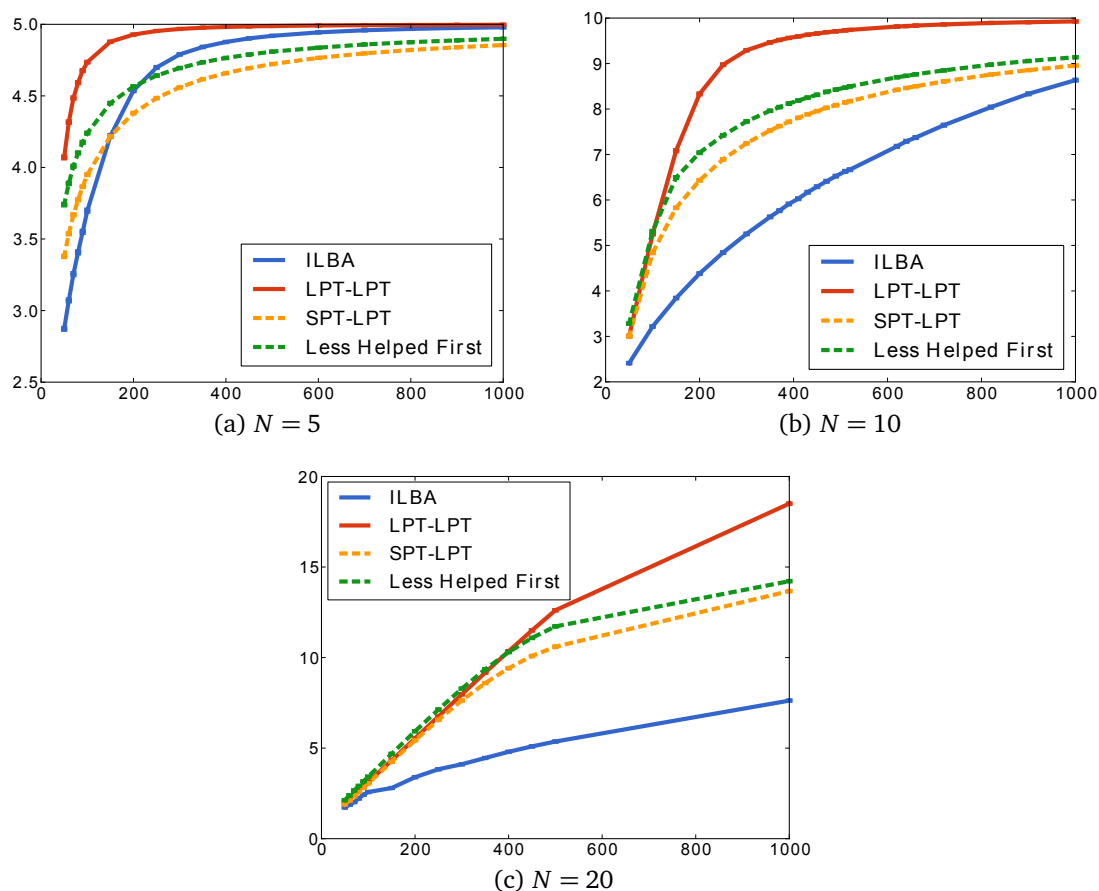 5.0
4.5
4.0
3.5
3.0
2.5
0 200 400 600 800 1000
ILBA
LPT-LPT
SPT-LPT
Less Helped First
(a) N = 5
10
9
8
7
6
5
4
3
2
0 200 400 600 800 1000
ILBA
LPT-LPT
SPT-LPT
Less Helped First
(b) N = 10
20
15
10
5
0
0 200 400 600 800 1000
ILBA
LPT-LPT
SPT-LPT
Less Helped First
(c) N = 20